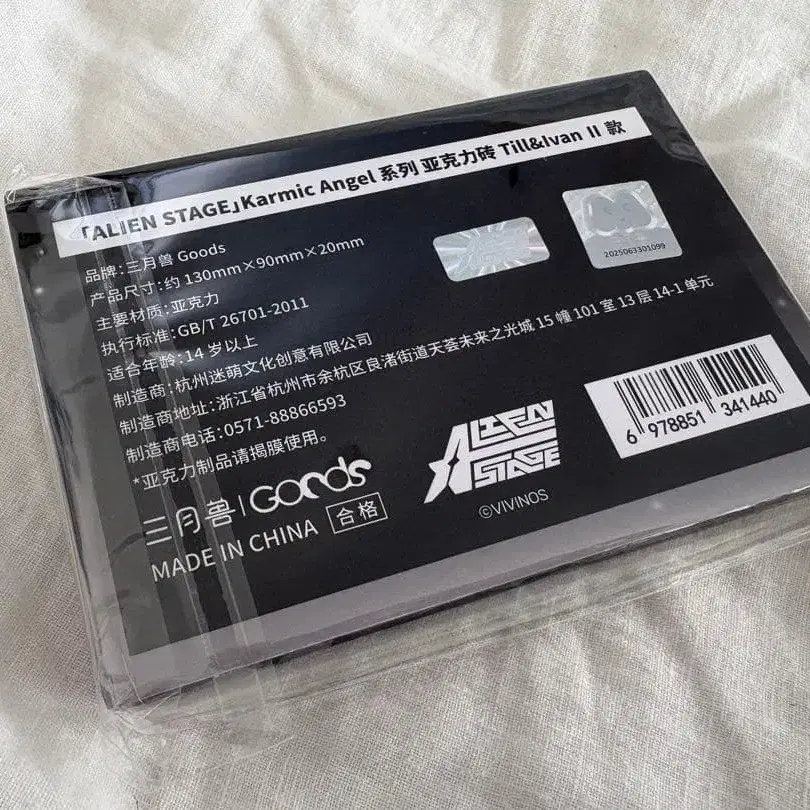 「ALIEN STAGE」Karmic Angel 系列 亚克力砖 Till&Ivan II 款
品牌：三月兽 Goods
产品尺寸：约 130mm×90mm×20mm
主要材质：亚克力
执行标准：GB/T 26701-2011
适合年龄：14 岁以上
制造商：杭州迷萌文化创意有限公司
制造商地址：浙江省杭州市余杭区良渚街道天荟未来之光城 15 幢 101 室 13 层 14-1 单元
制造商电话：0571-88866593
*亚克力制品请揭膜使用。
2025063301099
6 978851 341440
三月兽 | Goods
MADE IN CHINA 合格
ALIEN STAGE
©VIVINOS